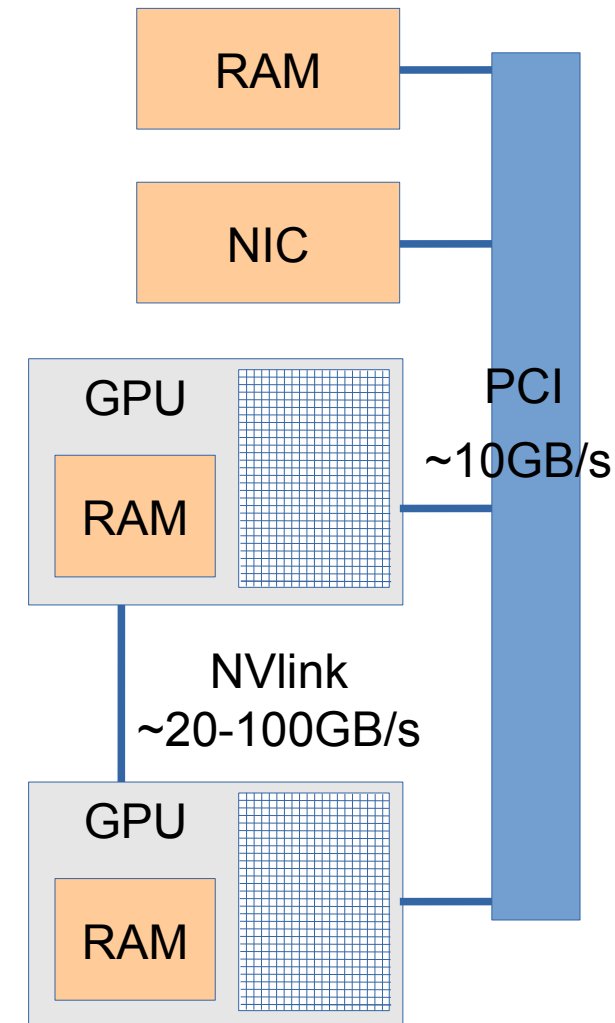 RAM
NIC
GPU
RAM
PCI
~10GB/s
NVlink
~20-100GB/s
GPU
RAM